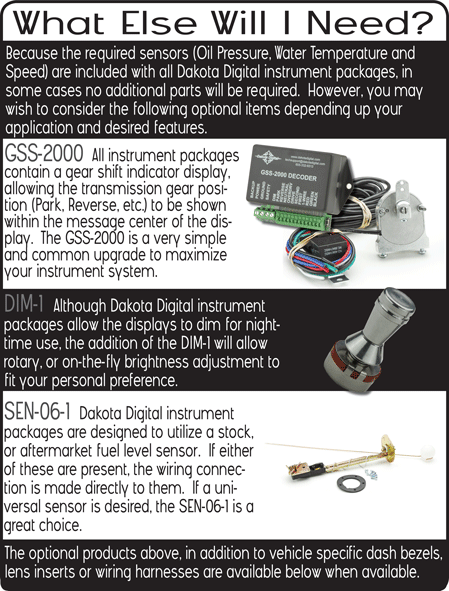 What Else Will I Need?
Because the required sensors (Oil Pressure, Water Temperature and
Speed) are included with all Dakota Digital instrument packages, in
some cases no additional parts will be required. However, you may
wish to consider the following optional items depending up your
application and desired features.
GSS-2000 All instrument packages
contain a gear shift indicator display,
allowing the transmission gear posi-
tion (Park, Reverse, etc.) to be shown
within the message center of the dis-
play. The GSS-2000 is a very simple
and common upgrade to maximize
your instrument system.
GSS-2000 DECODER
DIM-1 Although Dakota Digital instrument
packages allow the displays to dim for night-
time use, the addition of the DIM-1 will allow
rotary, or on-the-fly brightness adjustment to
fit your personal preference.
SEN-06-1 Dakota Digital instrument
packages are designed to utilize a stock,
or aftermarket fuel level sensor. If either
of these are present, the wiring connec-
tion is made directly to them. If a uni-
versal sensor is desired, the SEN-06-1 is a
great choice.
The optional products above, in addition to vehicle specific dash bezels,
lens inserts or wiring harnesses are available below when available.